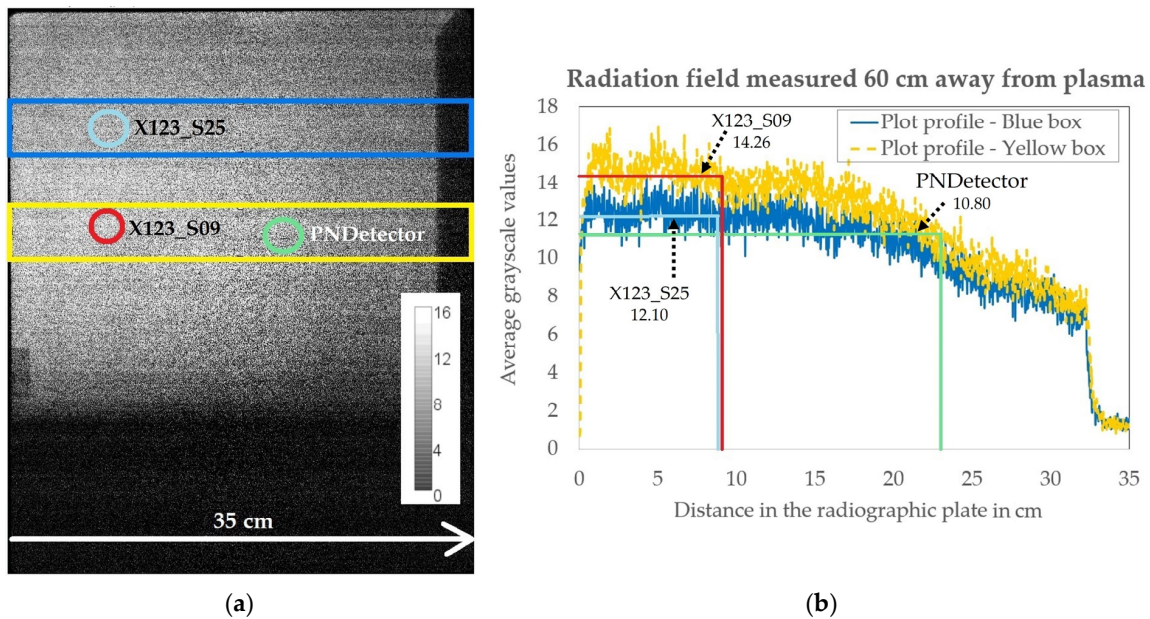 X123_S25
X123_S09
PNDetector
16
12
8
4
0
35 cm
(a)
Radiation field measured 60 cm away from plasma
Plot profile - Blue box
Plot profile - Yellow box
X123_S09
14.26
PNDetector
10.80
X123_S25
12.10
Average grayscale values
18
16
14
12
10
8
6
4
2
0
0 5 10 15 20 25 30 35
Distance in the radiographic plate in cm
(b)